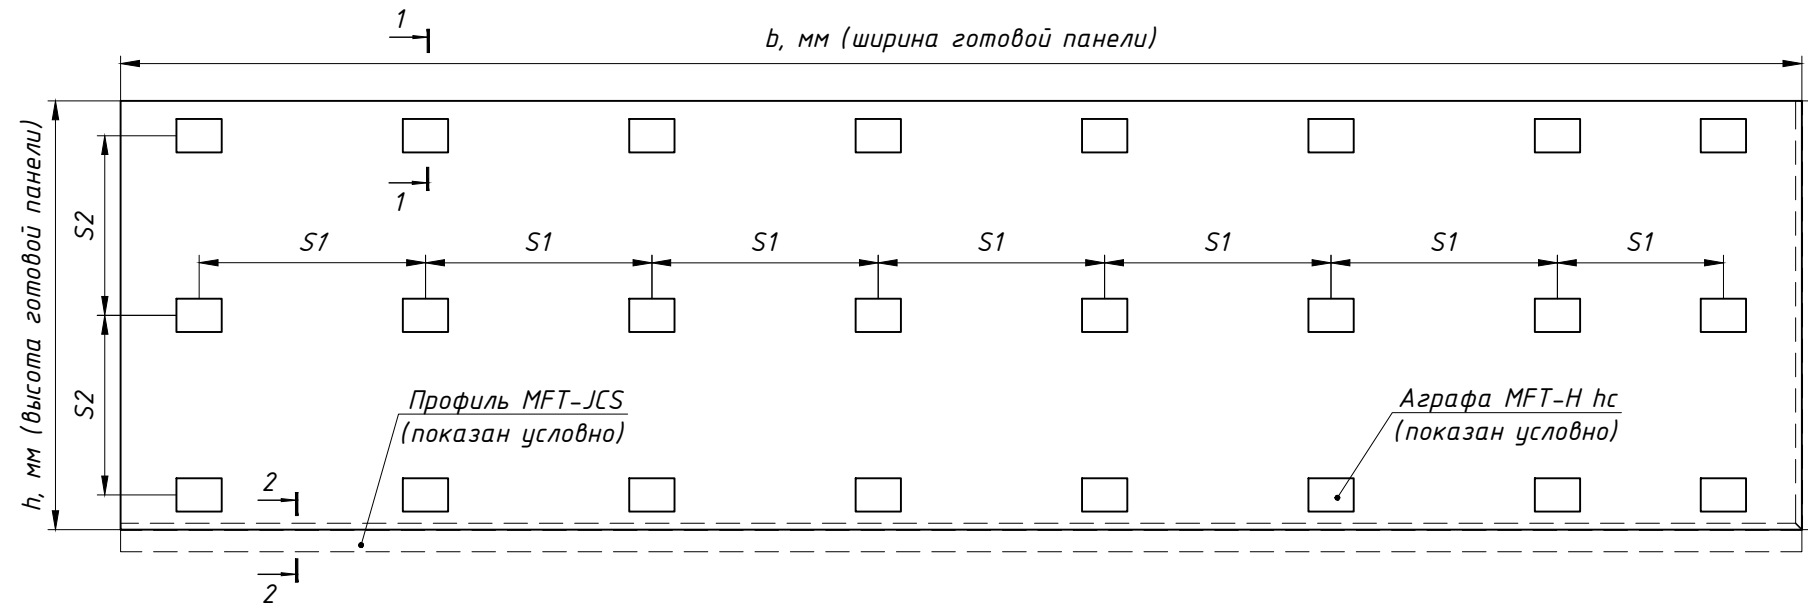 1
b, мм (ширина готовой панели)
h, мм (высота готовой панели)
1
S2
S1
S1
S1
S1
S1
S1
S1
S2
Профиль MFT-JCS
(показан условно)
Аграфа MFT-H hc
(показан условно)
2
2